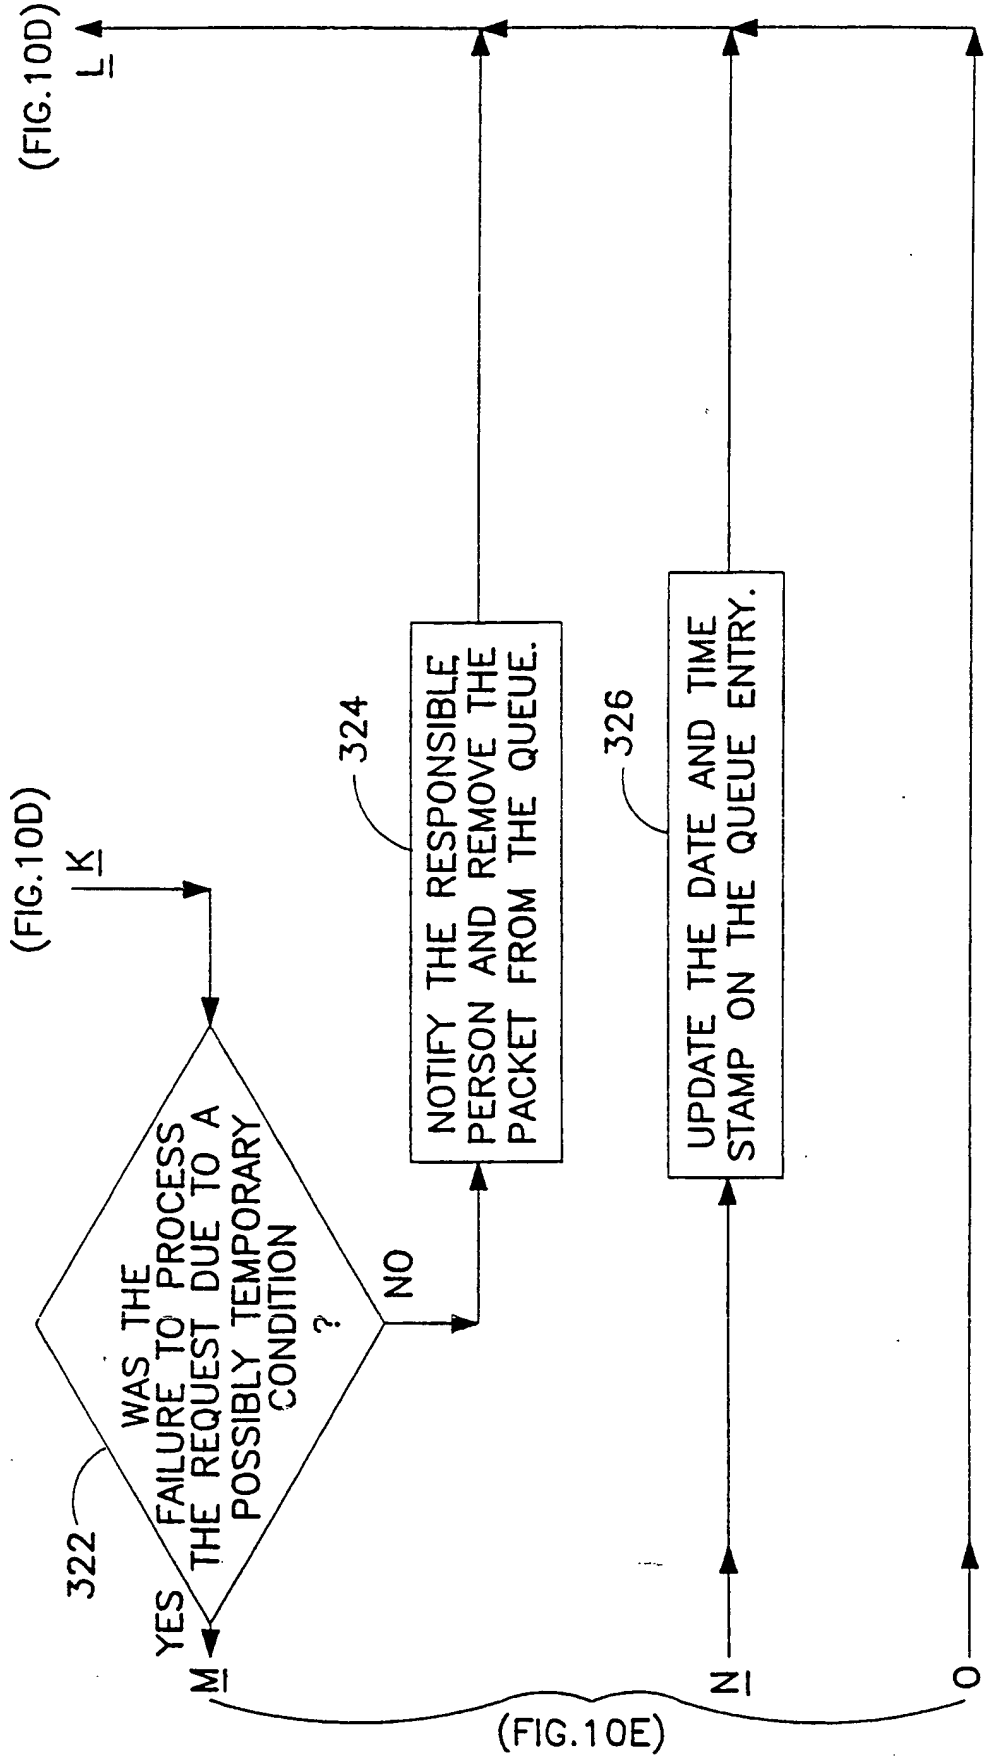 (FIG.10D)
K
(FIG.10D)
L
322
WAS THE
FAILURE TO PROCESS
THE REQUEST DUE TO A
POSSIBLY TEMPORARY
CONDITION
?
YES
M
NO
324
NOTIFY THE RESPONSIBLE
PERSON AND REMOVE THE
PACKET FROM THE QUEUE.
326
UPDATE THE DATE AND TIME
STAMP ON THE QUEUE ENTRY.
N
O
(FIG.10E)